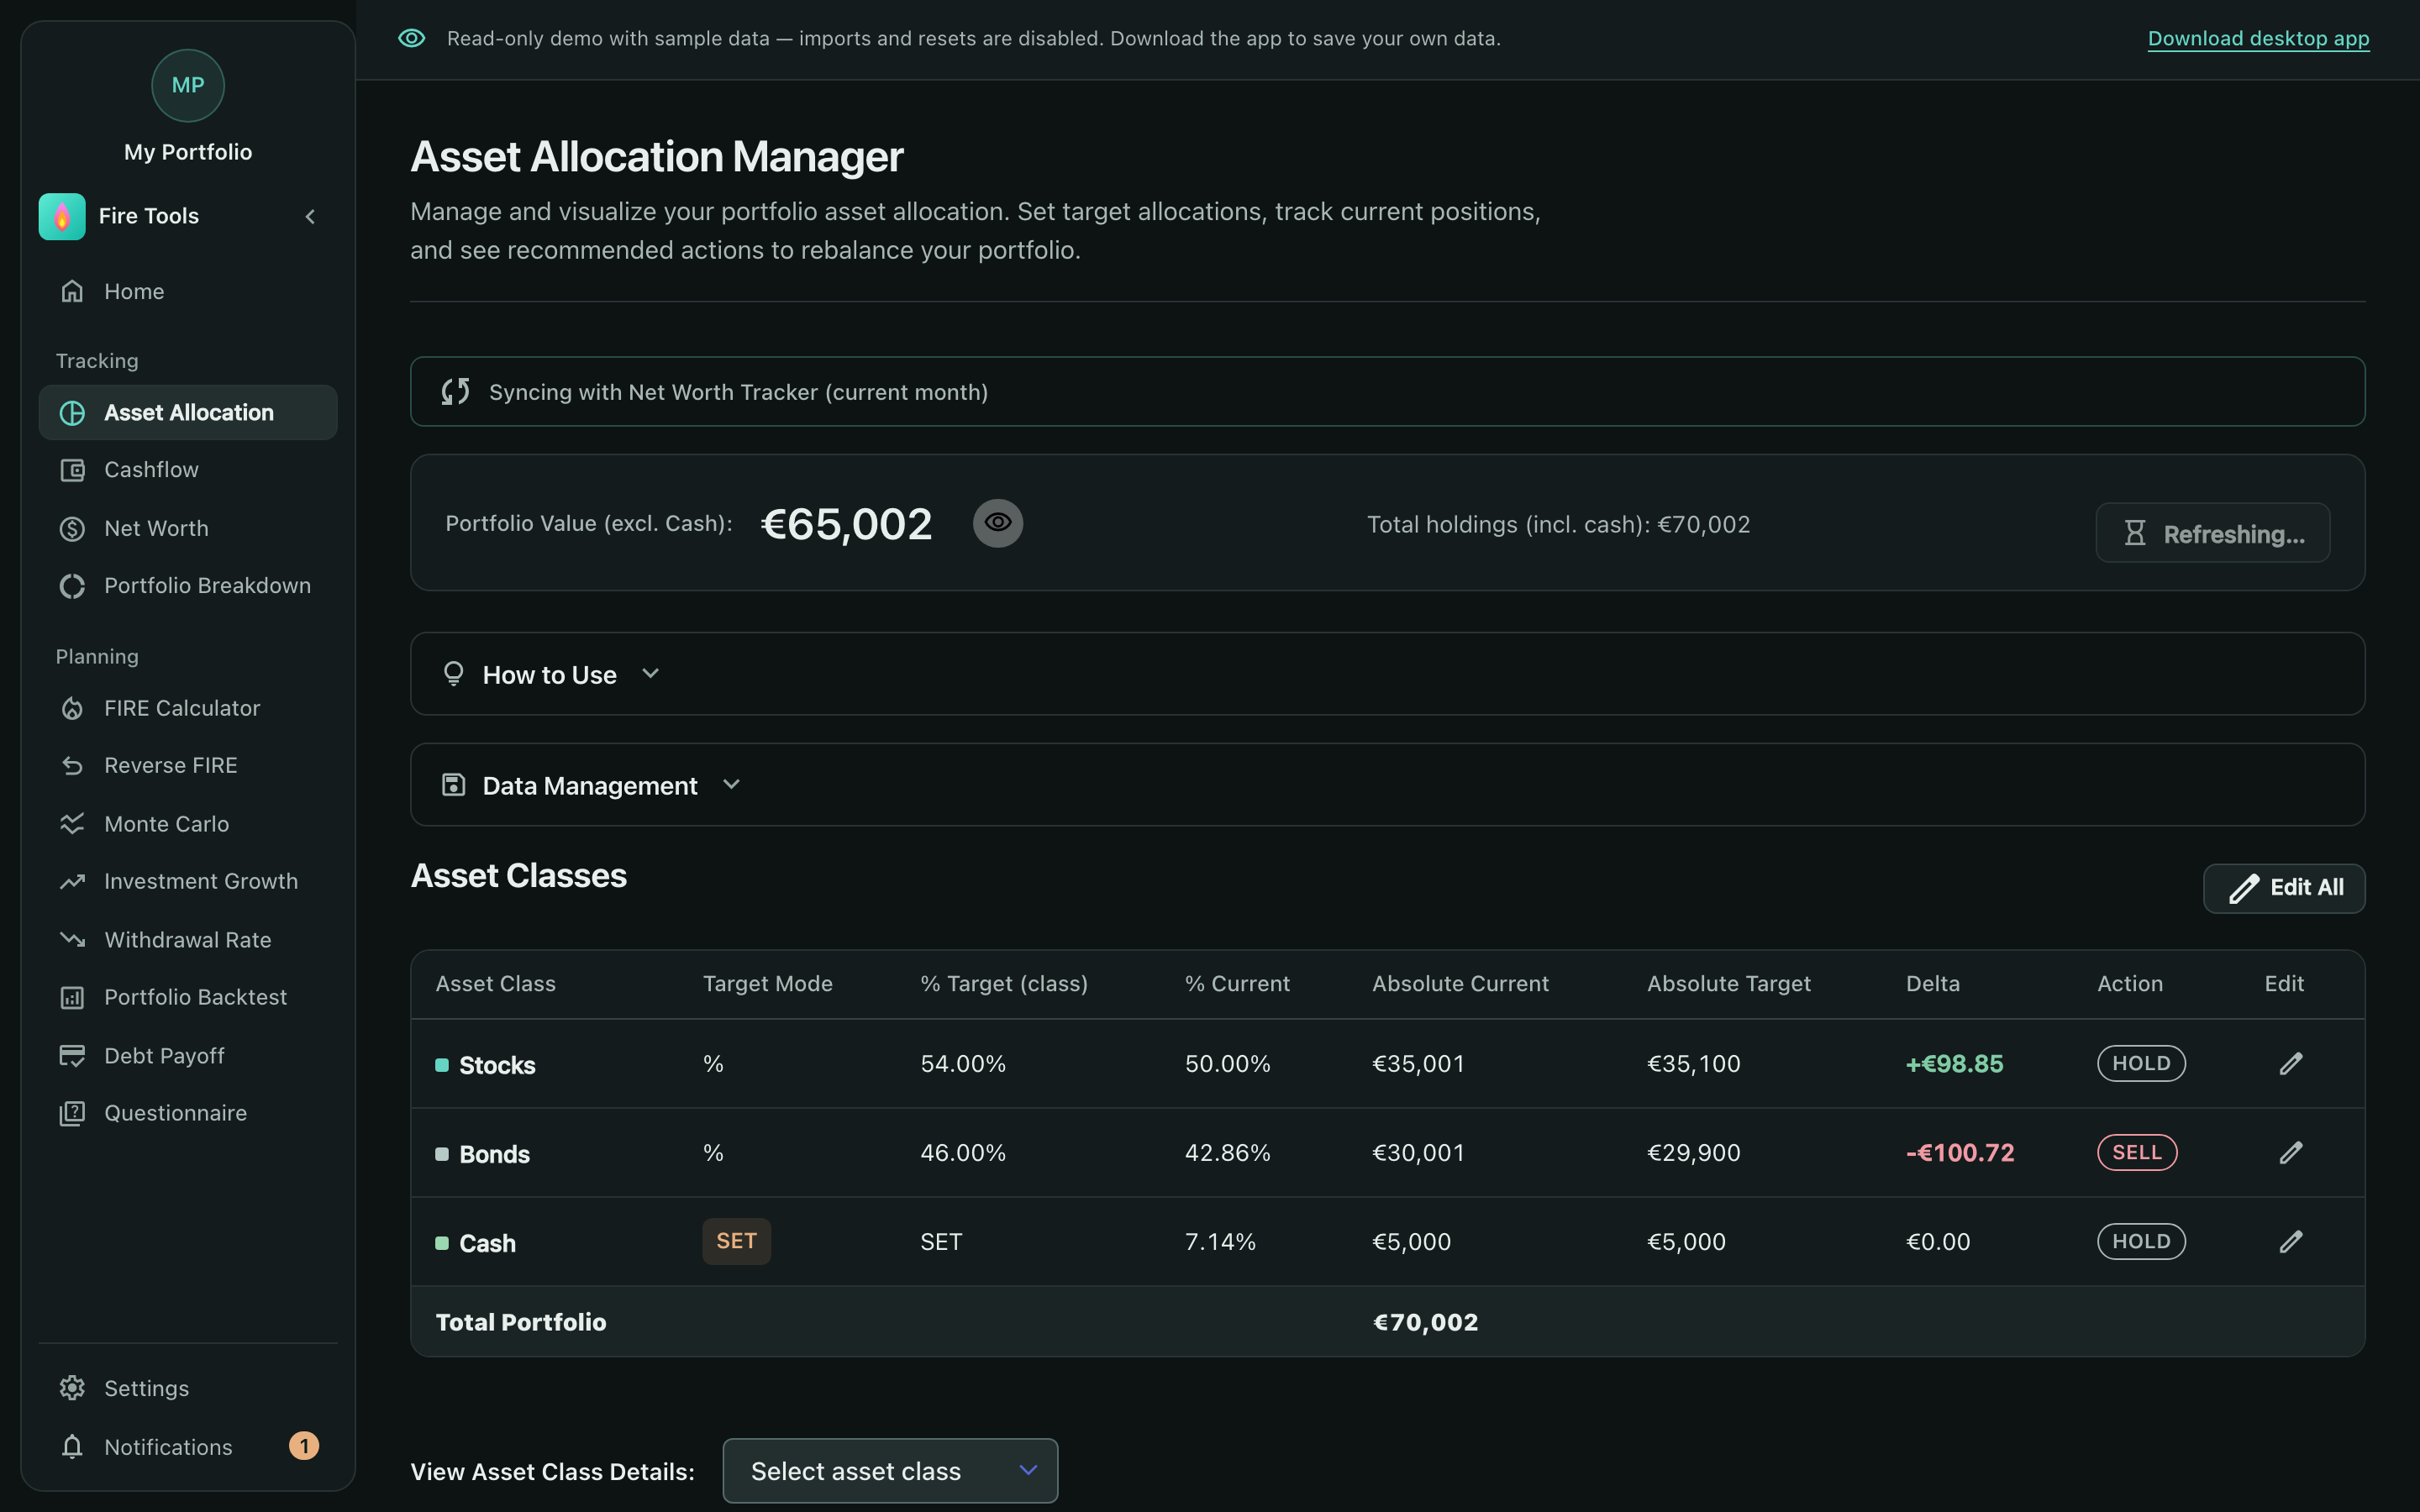 MP
My Portfolio
Fire Tools
Home
Tracking
Asset Allocation
Cashflow
Net Worth
Portfolio Breakdown
Planning
FIRE Calculator
Reverse FIRE
Monte Carlo
Investment Growth
Withdrawal Rate
Portfolio Backtest
Debt Payoff
Questionnaire
Settings
Notifications 1
Read-only demo with sample data — imports and resets are disabled. Download the app to save your own data.
Download desktop app
Asset Allocation Manager
Manage and visualize your portfolio asset allocation. Set target allocations, track current positions,
and see recommended actions to rebalance your portfolio.
Syncing with Net Worth Tracker (current month)
Portfolio Value (excl. Cash): €65,002
Total holdings (incl. cash): €70,002
Refreshing...
How to Use
Data Management
Asset Classes
Edit All
Asset Class Target Mode % Target (class) % Current Absolute Current Absolute Target Delta Action Edit
Stocks % 54.00% 50.00% €35,001 €35,100 +€98.85 HOLD
Bonds % 46.00% 42.86% €30,001 €29,900 -€100.72 SELL
Cash SET SET 7.14% €5,000 €5,000 €0.00 HOLD
Total Portfolio €70,002
View Asset Class Details: Select asset class